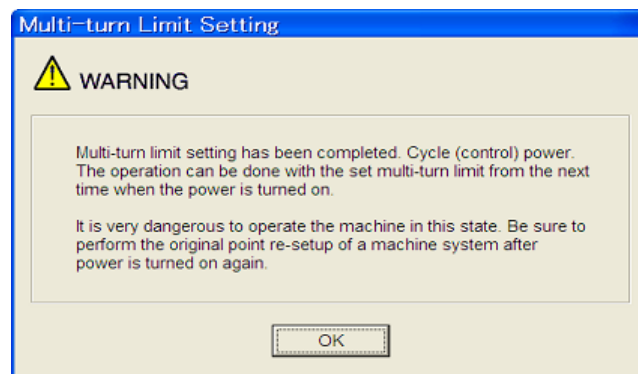 Multi-turn Limit Setting
WARNING
Multi-turn limit setting has been completed. Cycle (control) power.
The operation can be done with the set multi-turn limit from the next
time when the power is turned on.
It is very dangerous to operate the machine in this state. Be sure to
perform the original point re-setup of a machine system after
power is turned on again.
OK